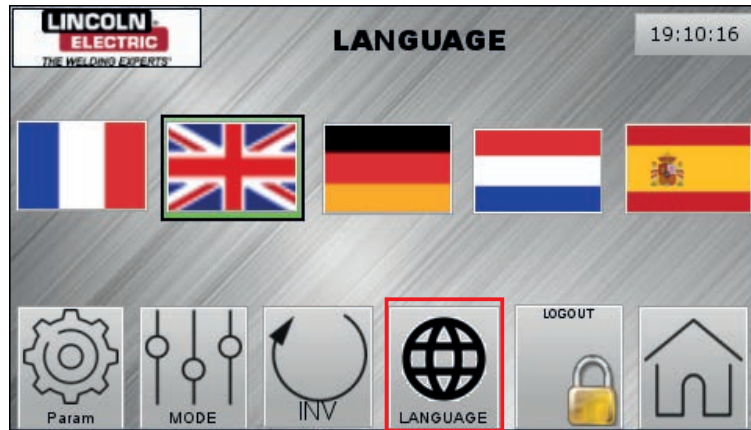 LINCOLN
ELECTRIC
THE WELDING EXPERTS®
LANGUAGE
19:10:16
LOGOUT
Param
MODE
INV
LANGUAGE